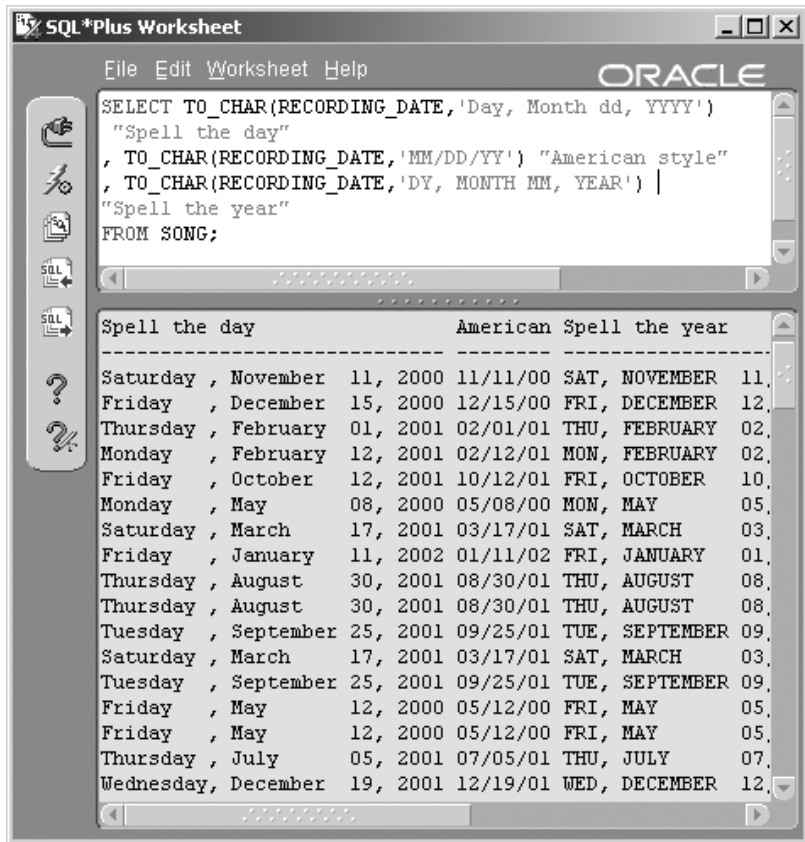 SQL*Plus Worksheet
File Edit Worksheet Help
ORACLE
SELECT TO_CHAR(RECORDING_DATE,'Day, Month dd, YYYY')
"Spell the day"
, TO_CHAR(RECORDING_DATE,'MM/DD/YY') "American style"
, TO_CHAR(RECORDING_DATE,'DY, MONTH MM, YEAR')
"Spell the year"
FROM SONG;
SQL
SQL
Spell the day American Spell the year
------------------------------ -------- ------------------
Saturday , November 11, 2000 11/11/00 SAT, NOVEMBER 11,
Friday , December 15, 2000 12/15/00 FRI, DECEMBER 12,
Thursday , February 01, 2001 02/01/01 THU, FEBRUARY 02,
Monday , February 12, 2001 02/12/01 MON, FEBRUARY 02,
Friday , October 12, 2001 10/12/01 FRI, OCTOBER 10,
Monday , May 08, 2000 05/08/00 MON, MAY 05,
Saturday , March 17, 2001 03/17/01 SAT, MARCH 03,
Friday , January 11, 2002 01/11/02 FRI, JANUARY 01,
Thursday , August 30, 2001 08/30/01 THU, AUGUST 08,
Thursday , August 30, 2001 08/30/01 THU, AUGUST 08,
Tuesday , September 25, 2001 09/25/01 TUE, SEPTEMBER 09,
Saturday , March 17, 2001 03/17/01 SAT, MARCH 03,
Tuesday , September 25, 2001 09/25/01 TUE, SEPTEMBER 09,
Friday , May 12, 2000 05/12/00 FRI, MAY 05,
Friday , May 12, 2000 05/12/00 FRI, MAY 05,
Thursday , July 05, 2001 07/05/01 THU, JULY 07,
Wednesday, December 19, 2001 12/19/01 WED, DECEMBER 12,